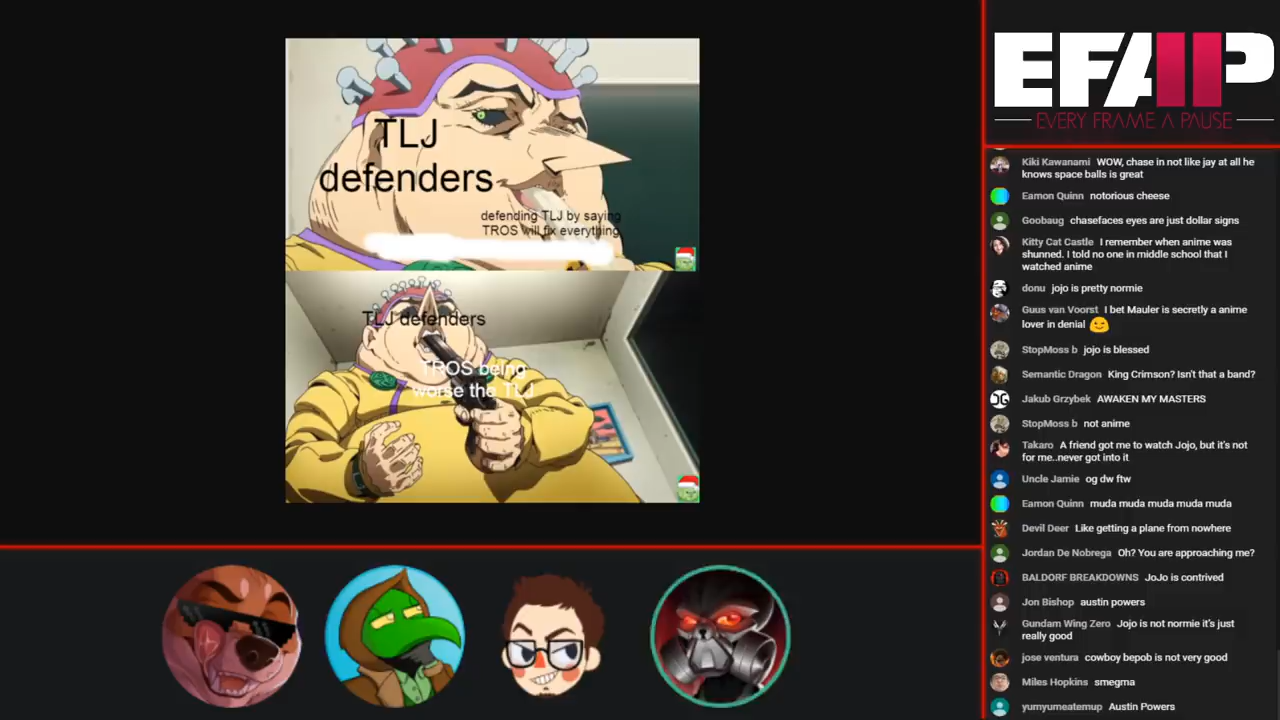 TLJ
defenders
defending TLJ by saying
TROS will fix everything
TLJ defenders
TROS being
worse the TLJ
EFAP
EVERY FRAME A PAUSE
Kiki Kawanami WOW, chase in not like jay at all he
knows space balls is great
Eamon Quinn notorious cheese
Goobaug chasefaces eyes are just dollar signs
Kitty Cat Castle I remember when anime was
shunned. I told no one in middle school that I
watched anime
donu jojo is pretty normie
Guus van Voorst I bet Mauler is secretly a anime
lover in denial
StopMoss b jojo is blessed
Semantic Dragon King Crimson? Isn't that a band?
Jakub Grzybek AWAKEN MY MASTERS
StopMoss b not anime
Takaro A friend got me to watch Jojo, but it's not
for me..never got into it
Uncle Jamie og dw ftw
Eamon Quinn muda muda muda muda muda
Devil Deer Like getting a plane from nowhere
Jordan De Nobrega Oh? You are approaching me?
BALDORF BREAKDOWNS JoJo is contrived
Jon Bishop austin powers
Gundam Wing Zero Jojo is not normie it's just
really good
jose ventura cowboy bepob is not very good
Miles Hopkins smegma
yumyumeatemup Austin Powers